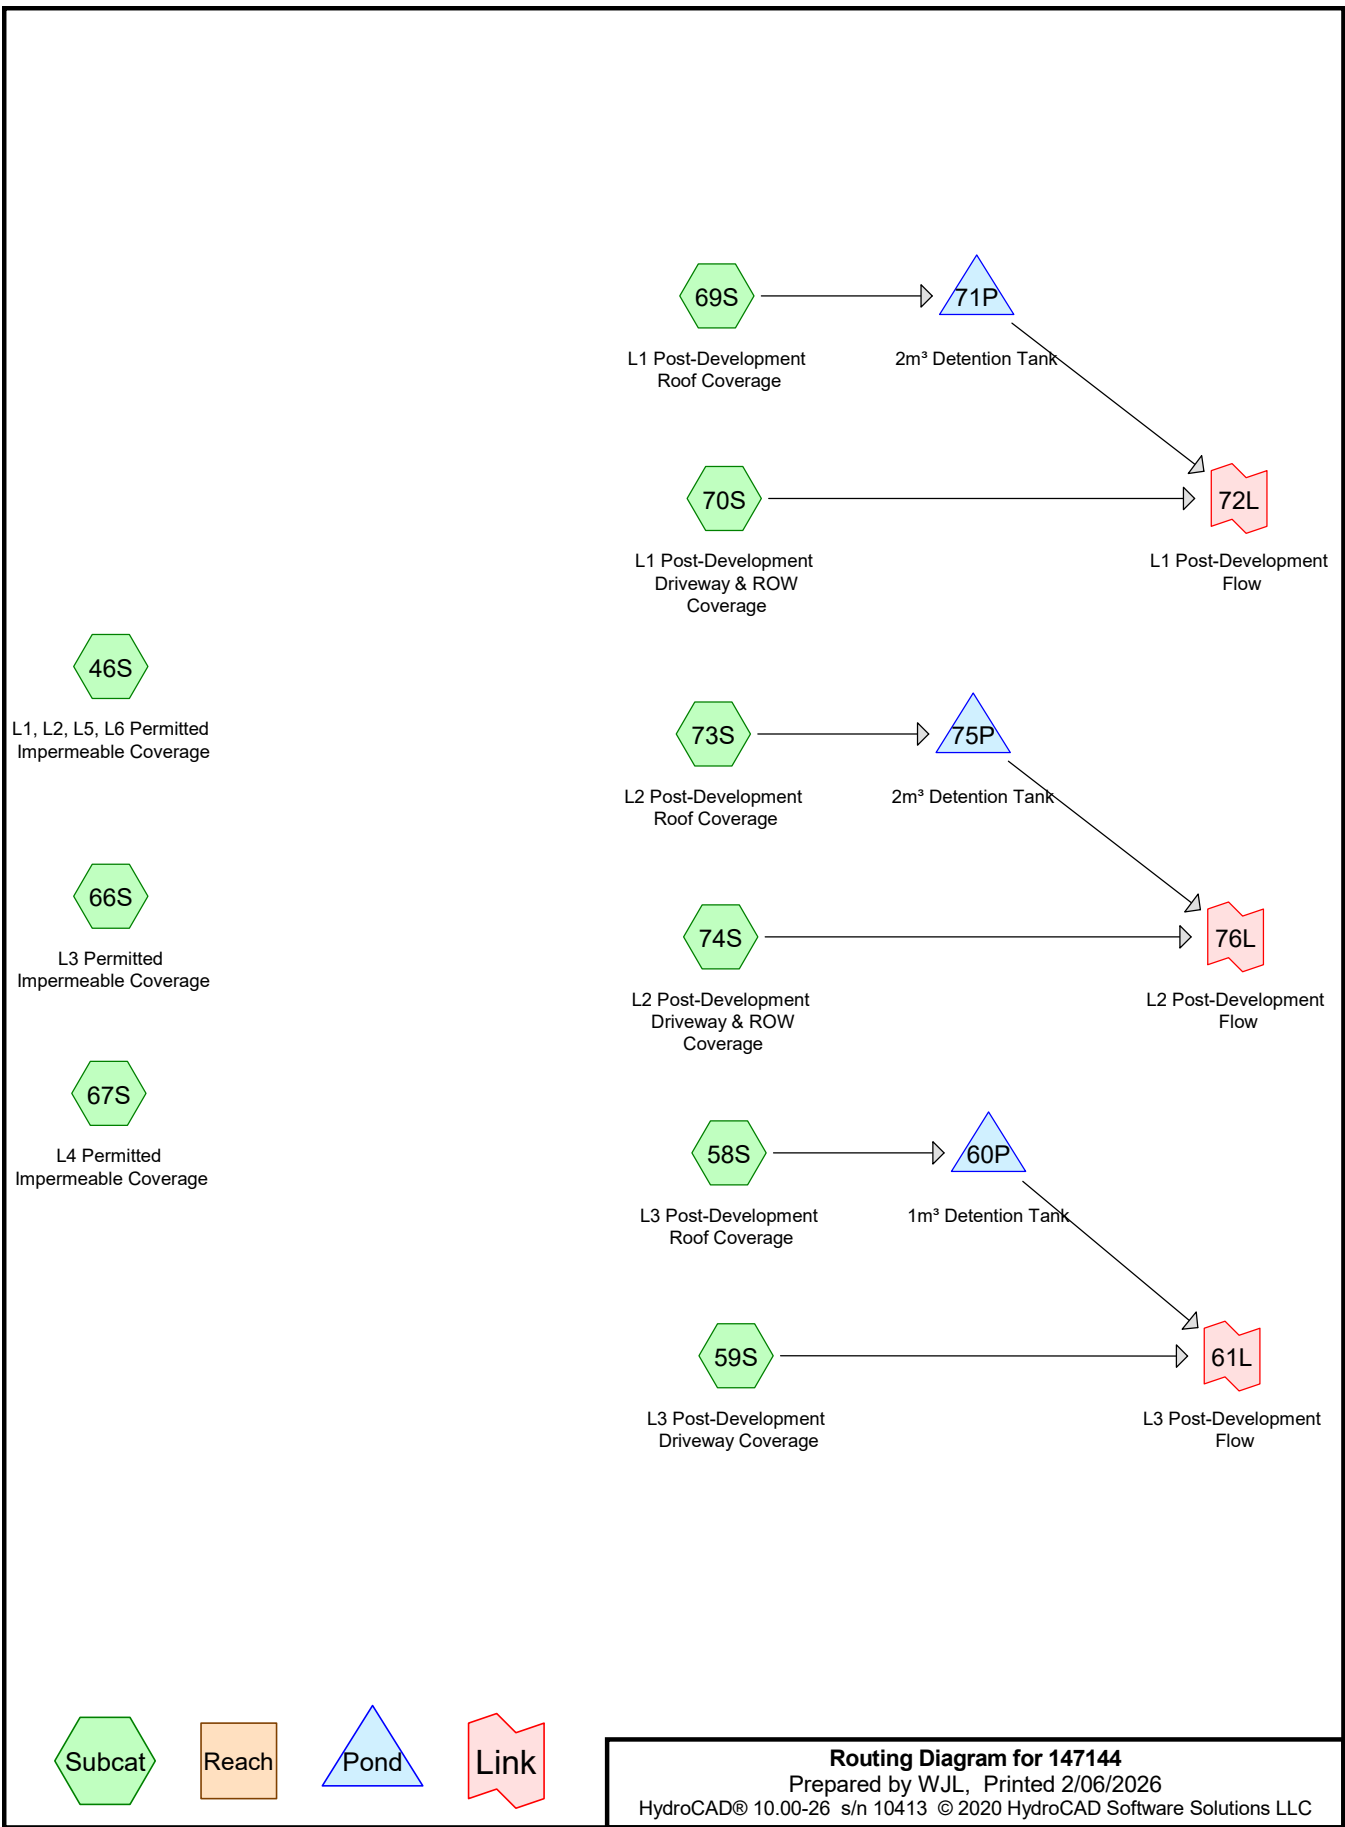 69S
71P
L1 Post-Development
Roof Coverage
2m³ Detention Tank
70S
72L
L1 Post-Development
Driveway & ROW
Coverage
L1 Post-Development
Flow
46S
L1, L2, L5, L6 Permitted
Impermeable Coverage
73S
75P
L2 Post-Development
Roof Coverage
2m³ Detention Tank
66S
L3 Permitted
Impermeable Coverage
74S
76L
L2 Post-Development
Driveway & ROW
Coverage
L2 Post-Development
Flow
67S
L4 Permitted
Impermeable Coverage
58S
60P
L3 Post-Development
Roof Coverage
1m³ Detention Tank
59S
61L
L3 Post-Development
Driveway Coverage
L3 Post-Development
Flow
Subcat
Reach
Pond
Link
Routing Diagram for 147144
Prepared by WJL, Printed 2/06/2026
HydroCAD® 10.00-26 s/n 10413 © 2020 HydroCAD Software Solutions LLC